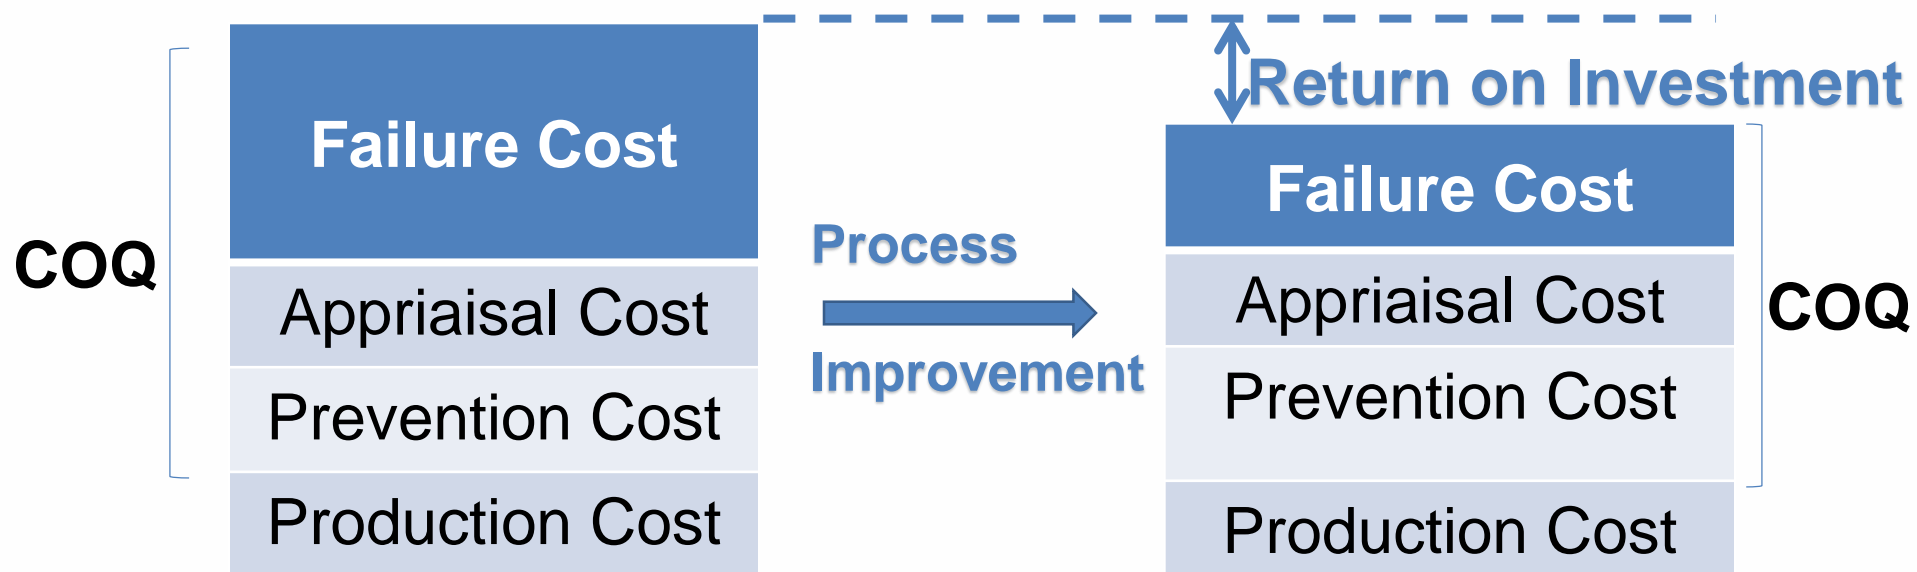 COQ
Failure Cost
Appriaisal Cost
Prevention Cost
Production Cost
Process
Improvement
Return on Investment
Failure Cost
Appriaisal Cost
Prevention Cost
Production Cost
COQ